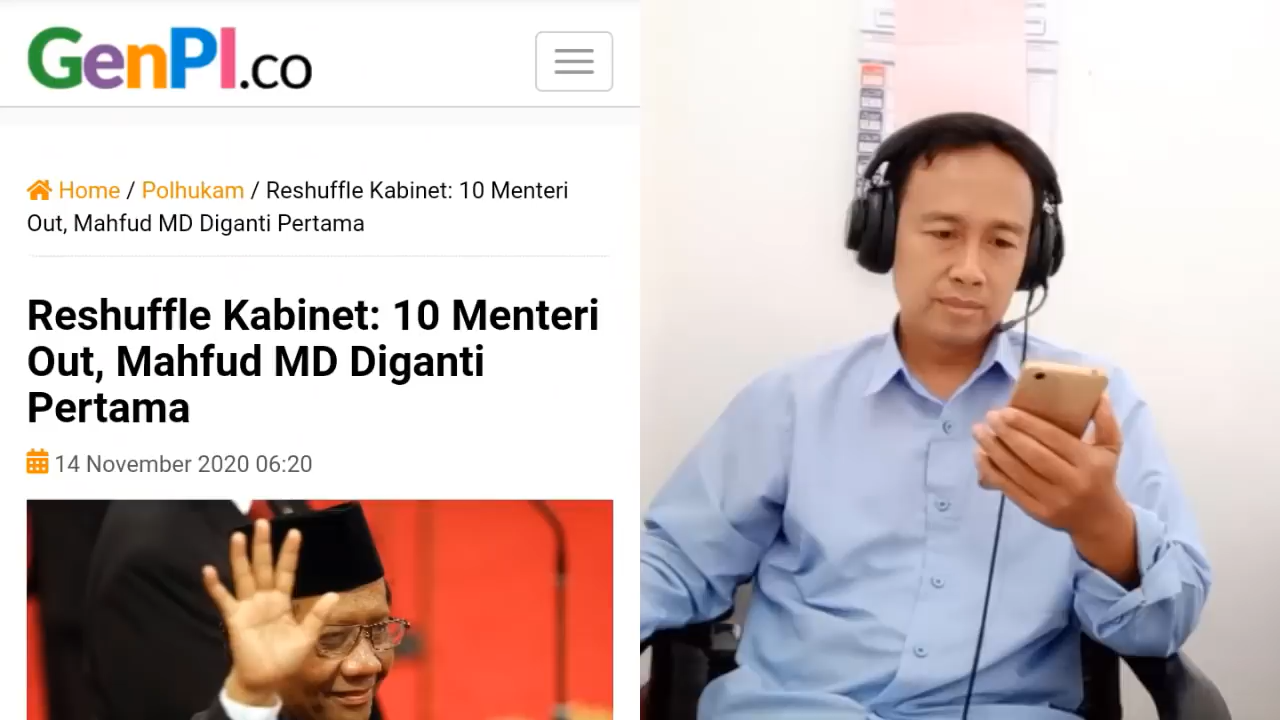 GenPI.co
Home / Polhukam / Reshuffle Kabinet: 10 Menteri
Out, Mahfud MD Diganti Pertama
Reshuffle Kabinet: 10 Menteri
Out, Mahfud MD Diganti
Pertama
14 November 2020 06:20